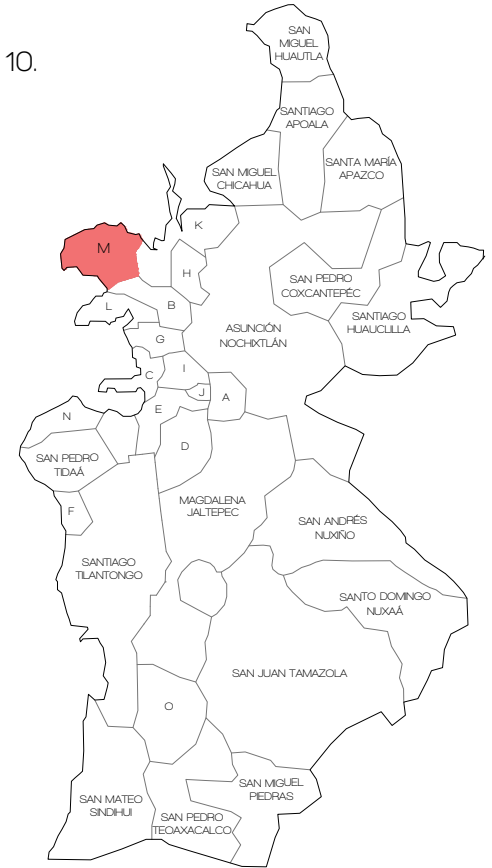 10.
SAN
MIGUEL
HUAUTLA
SANTIAGO
APOALA
SANTA MARÍA
APAZCO
SAN MIGUEL
CHICAHUA
K
M
H
SAN PEDRO
COXCANTEPÉC
L
B
SANTIAGO
HUAUCLILLA
ASUNCIÓN
NOCHIXTLÁN
G
I
C
J
A
E
N
D
SAN PEDRO
TIDAÁ
MAGDALENA
JALTEPEC
F
SAN ANDRÉS
NUXIÑO
SANTIAGO
TILANTONGO
SANTO DOMINGO
NUXAÁ
SAN JUAN TAMAZOLA
O
SAN MIGUEL
PIEDRAS
SAN MATEO
SINDIHUI
SAN PEDRO
TEOAXACALCO